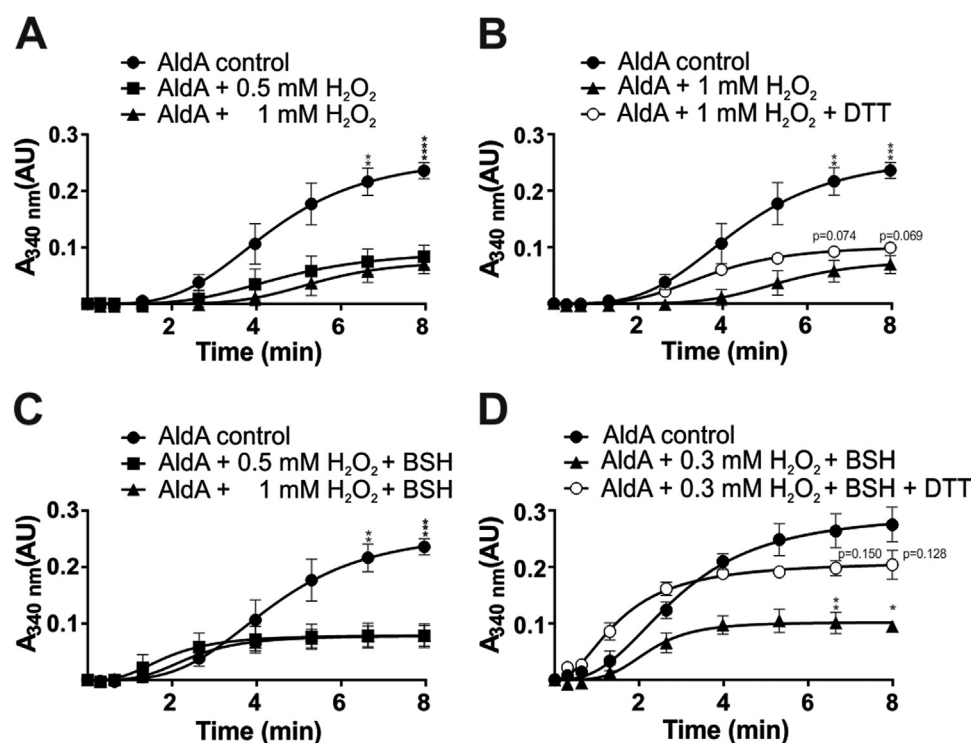 A
AldA control
AldA + 0.5 mM H₂O₂
AldA + 1 mM H₂O₂
A₃₄₀ ₙₘ(AU)
0.3
0.2
0.1
**
****
2
4
6
8
Time (min)
B
AldA control
AldA + 1 mM H₂O₂
AldA + 1 mM H₂O₂ + DTT
A₃₄₀ ₙₘ(AU)
0.3
0.2
0.1
**
***
p=0.074
p=0.069
2
4
6
8
Time (min)
C
AldA control
AldA + 0.5 mM H₂O₂ + BSH
AldA + 1 mM H₂O₂ + BSH
A₃₄₀ ₙₘ(AU)
0.3
0.2
0.1
**
***
2
4
6
8
Time (min)
D
AldA control
AldA + 0.3 mM H₂O₂ + BSH
AldA + 0.3 mM H₂O₂ + BSH + DTT
A₃₄₀ ₙₘ(AU)
0.3
0.2
0.1
p=0.150
p=0.128
**
*
2
4
6
8
Time (min)